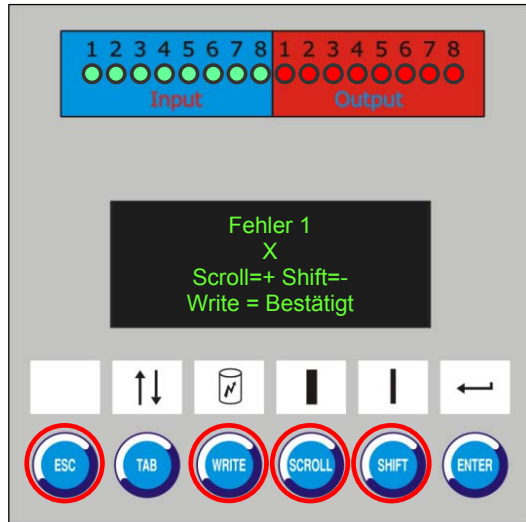 1 2 3 4 5 6 7 8 1 2 3 4 5 6 7 8
Input Output
Fehler 1
X
Scroll=+ Shift=-
Write = Bestätigt
ESC TAB WRITE SCROLL SHIFT ENTER